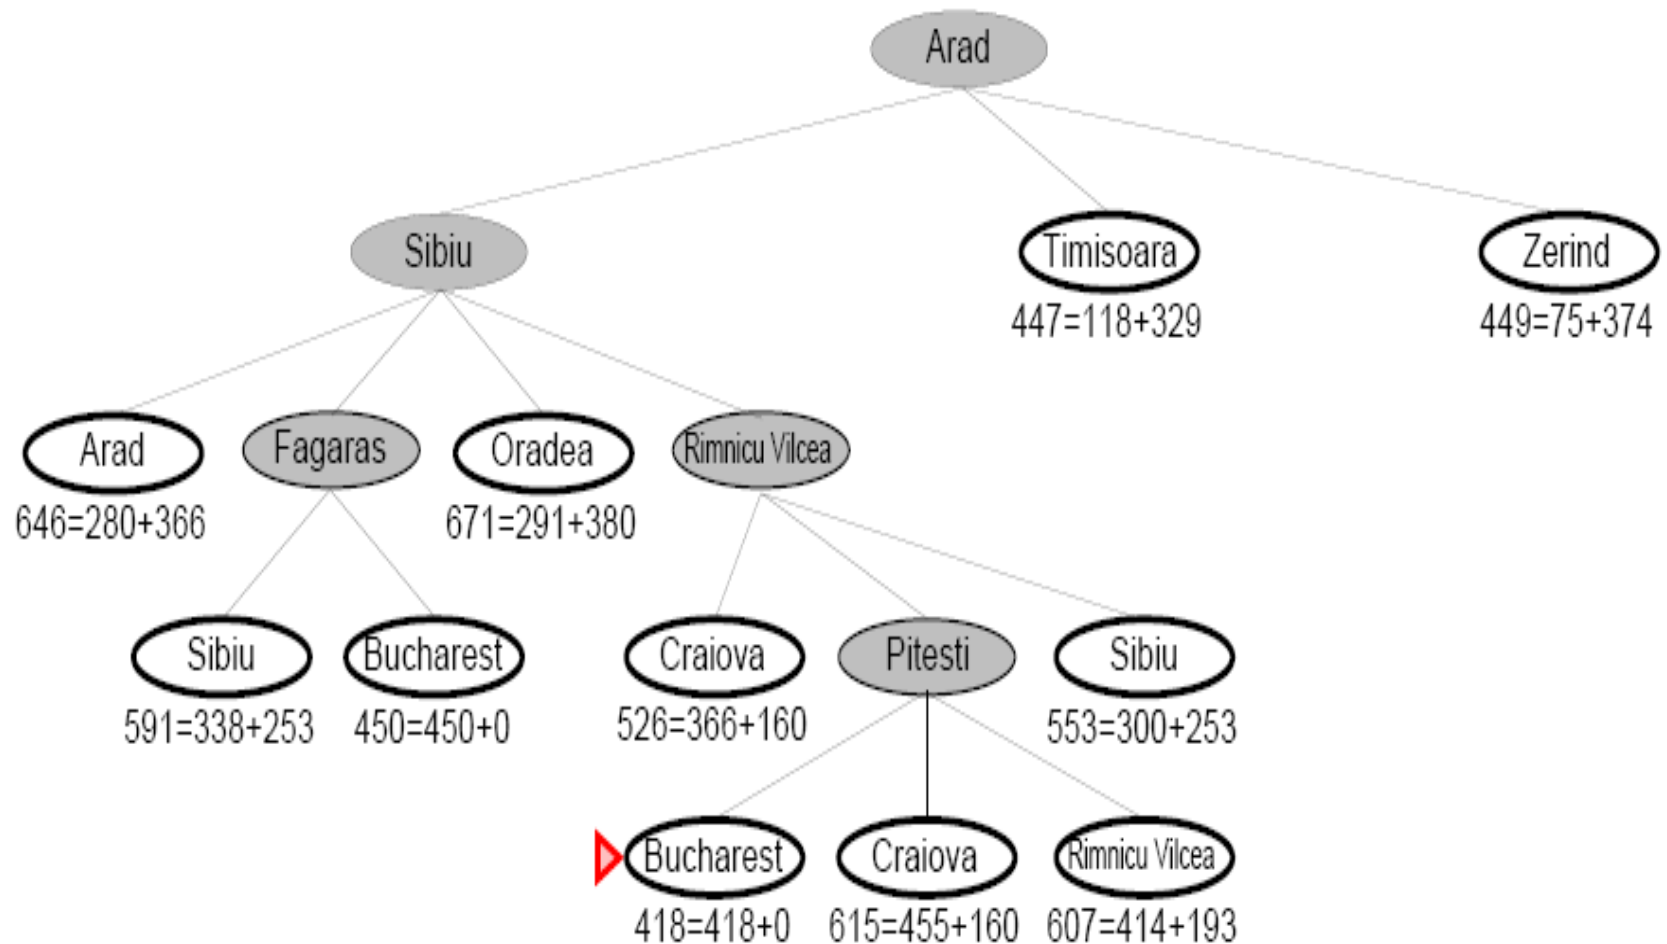 Arad
Sibiu
Timisoara
Zerind
447=118+329
449=75+374
Arad
Fagaras
Oradea
Rimnicu Vilcea
646=280+366
671=291+380
Sibiu
Bucharest
Craiova
Pitesti
Sibiu
591=338+253
450=450+0
526=366+160
553=300+253
Bucharest
Craiova
Rimnicu Vilcea
418=418+0
615=455+160
607=414+193